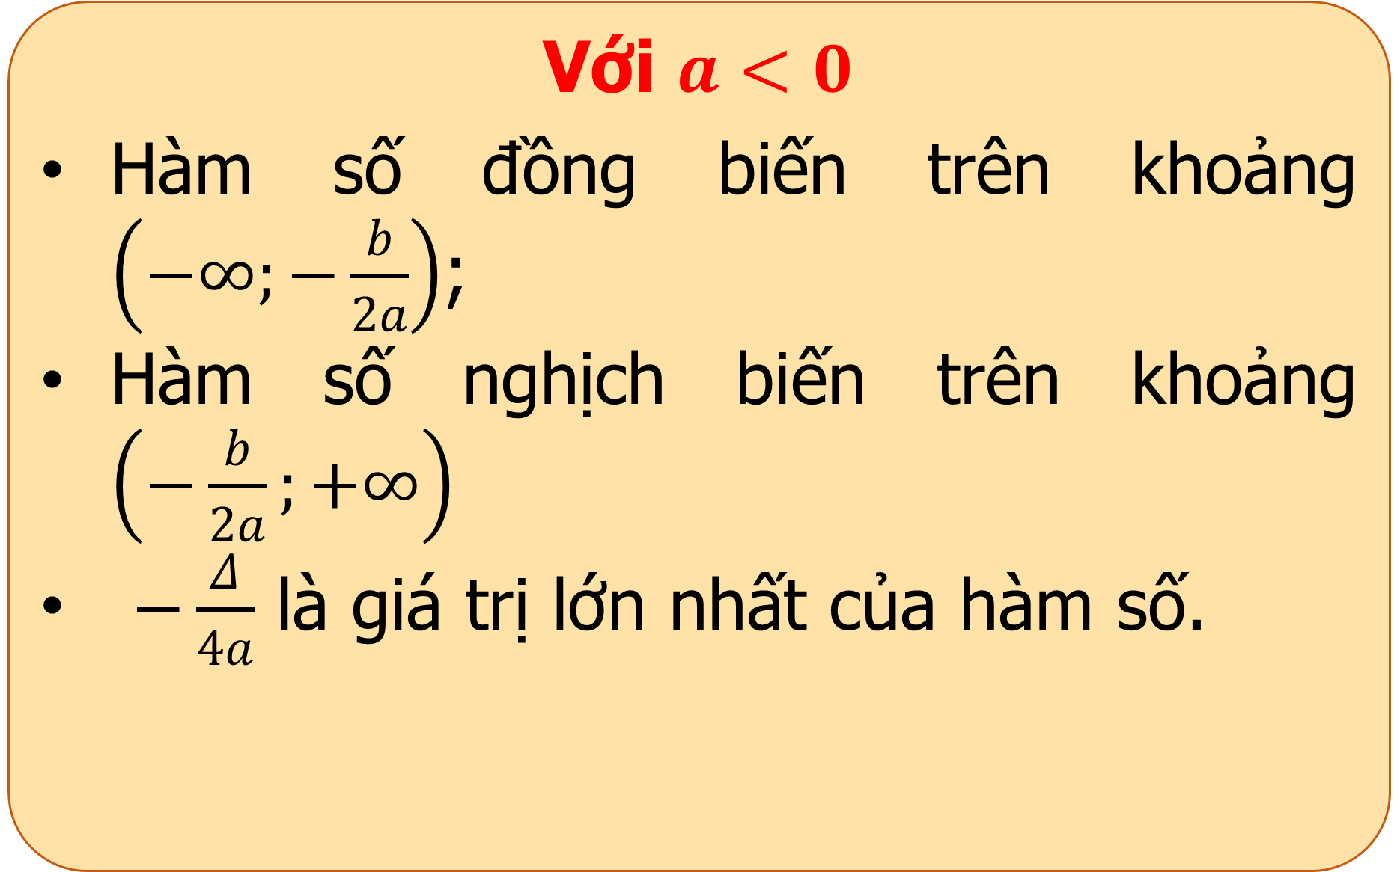 Với 𝒂 < 𝟎
• Hàm số đồng biến trên khoảng
(−∞; −b/2a);
• Hàm số nghịch biến trên khoảng
(−b/2a; +∞)
• −Δ/4a là giá trị lớn nhất của hàm số.